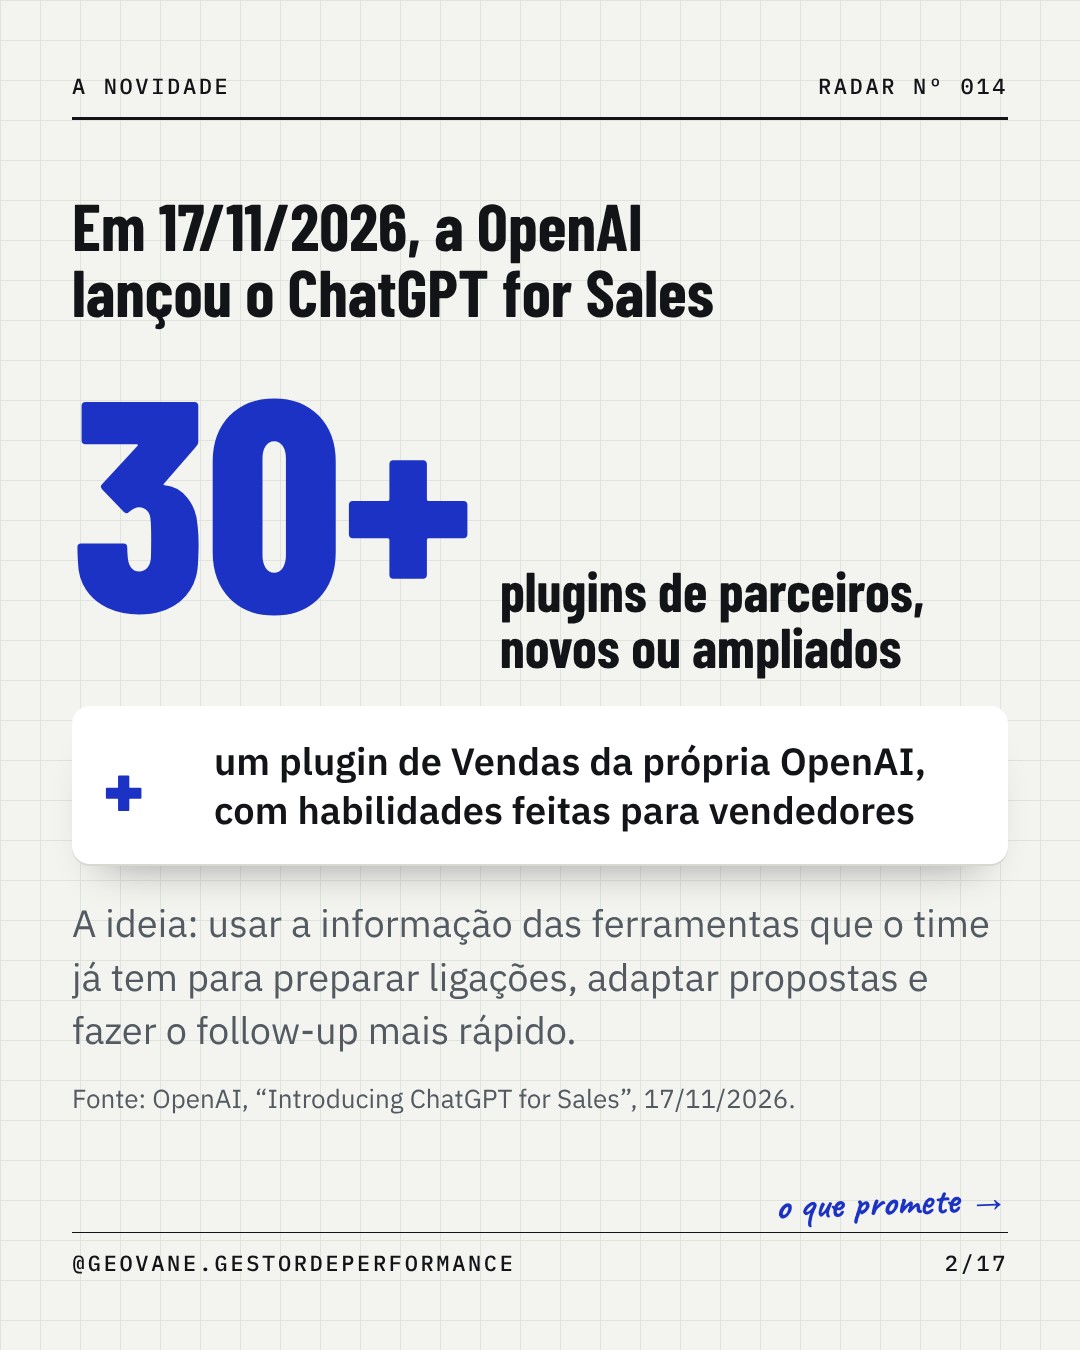 A NOVIDADE
RADAR Nº 014
Em 17/11/2026, a OpenAI
lançou o ChatGPT for Sales
30+
plugins de parceiros,
novos ou ampliados
+
um plugin de Vendas da própria OpenAI,
com habilidades feitas para vendedores
A ideia: usar a informação das ferramentas que o time
já tem para preparar ligações, adaptar propostas e
fazer o follow-up mais rápido.
Fonte: OpenAI, “Introducing ChatGPT for Sales”, 17/11/2026.
o que promete →
@GEOVANE.GESTORDEPERFORMANCE
2/17